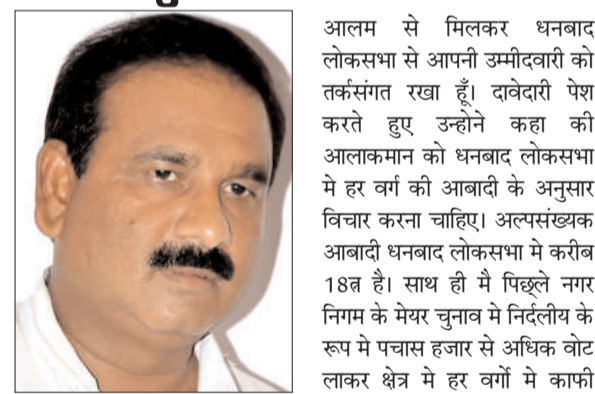 आलम से मिलकर धनबाद
लोकसभा से आपनी उम्मीदवारी को
तर्कसंगत रखा हूँ। दावेदारी पेश
करते हुए उन्होने कहा की
आलाकमान को धनबाद लोकसभा
मे हर वर्ग की आबादी के अनुसार
विचार करना चाहिए। अल्पसंख्यक
आबादी धनबाद लोकसभा मे करीब
18त्न है। साथ ही मै पिछ्ले नगर
निगम के मेयर चुनाव मे निर्दलीय के
रूप मे पचास हजार से अधिक वोट
लाकर क्षेत्र मे हर वर्गो मे काफी